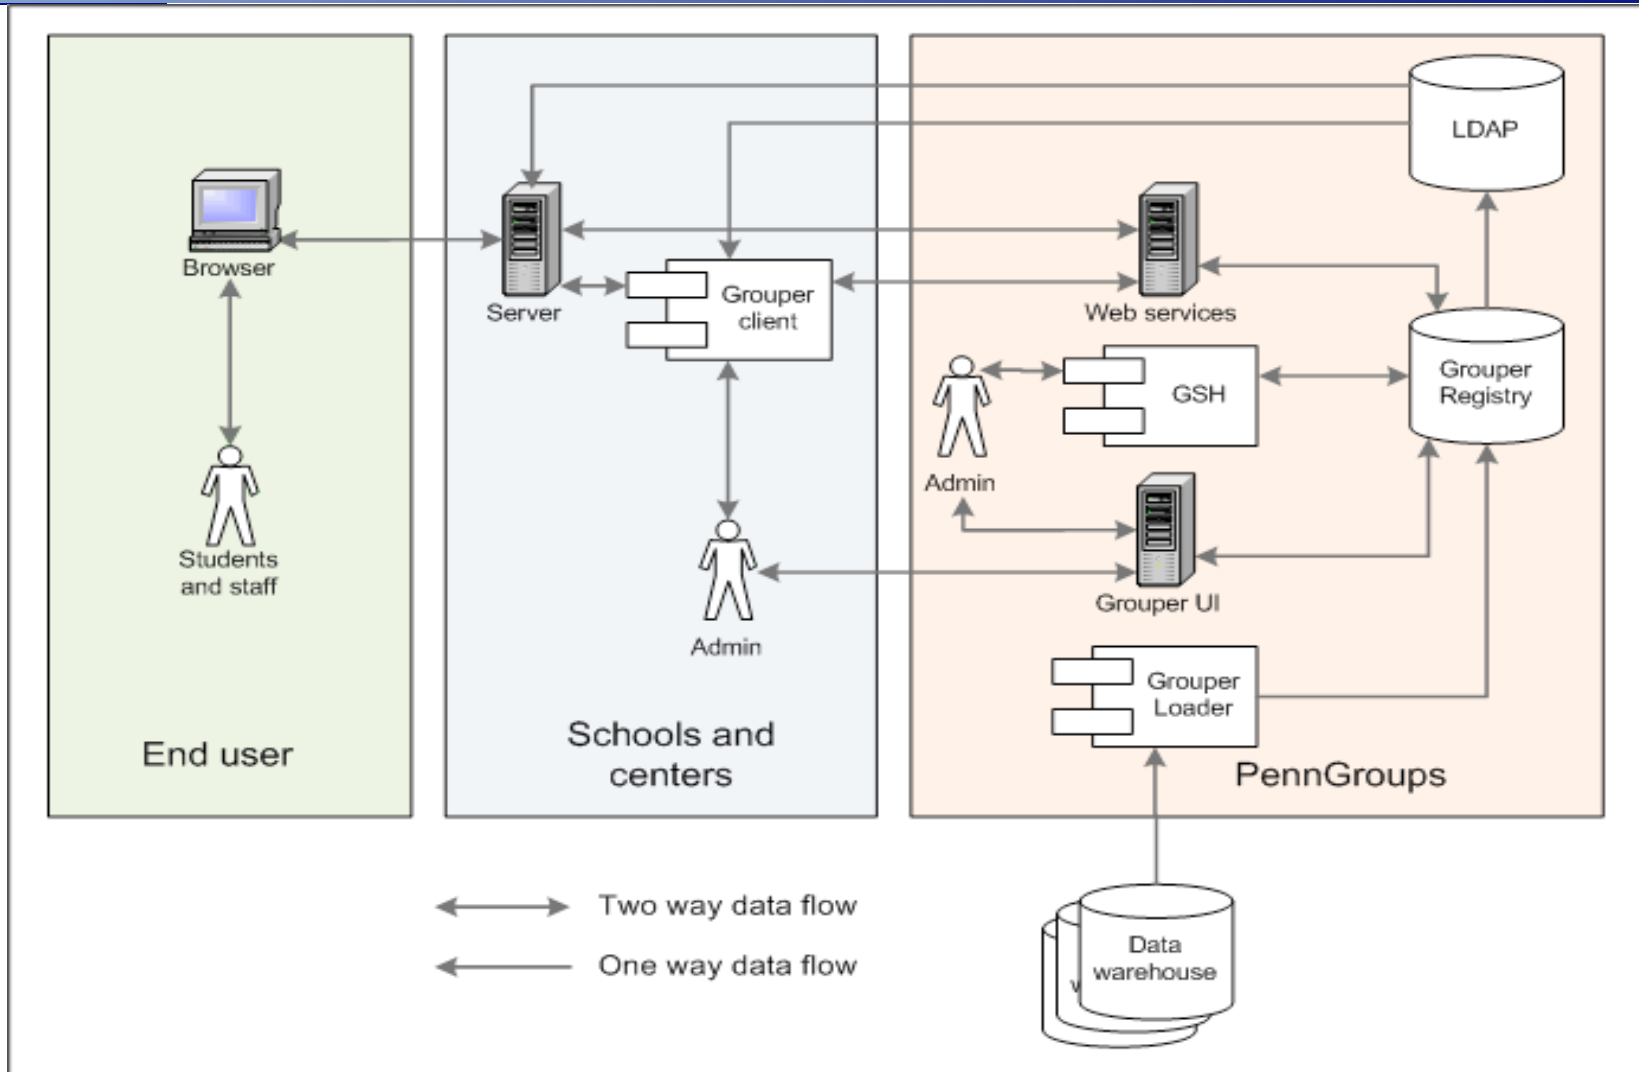 LDAP
Browser
Server
Grouper
client
Web services
Grouper
Registry
GSH
Admin
Students
and staff
Grouper UI
Admin
Grouper
Loader
End user
Schools and
centers
PennGroups
Two way data flow
One way data flow
Data
warehouse